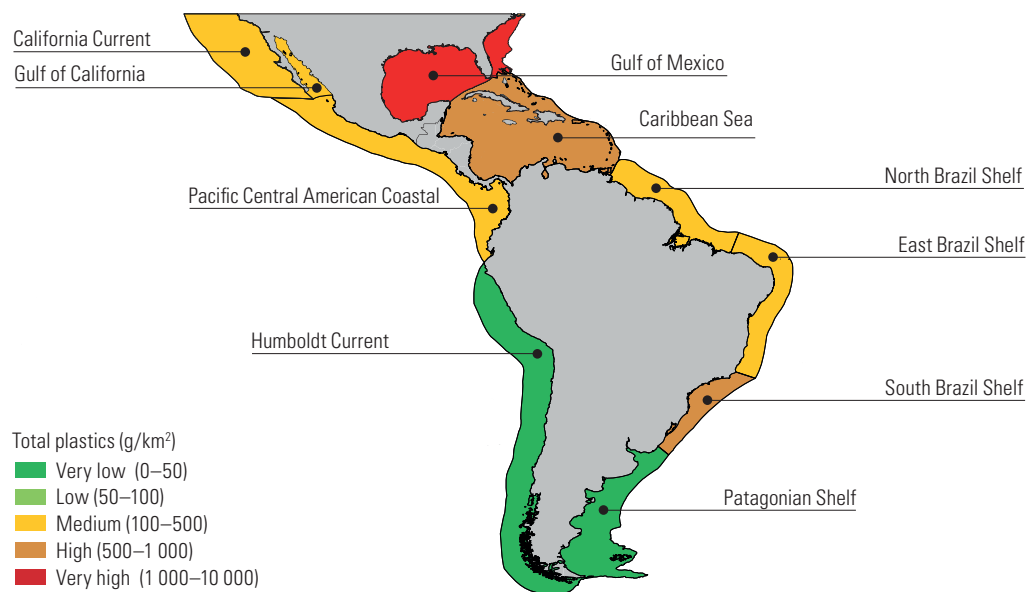 California Current
Gulf of California
Gulf of Mexico
Caribbean Sea
Pacific Central American Coastal
North Brazil Shelf
East Brazil Shelf
Humboldt Current
South Brazil Shelf
Patagonian Shelf
Total plastics (g/km²)
Very low (0–50)
Low (50–100)
Medium (100–500)
High (500–1 000)
Very high (1 000–10 000)